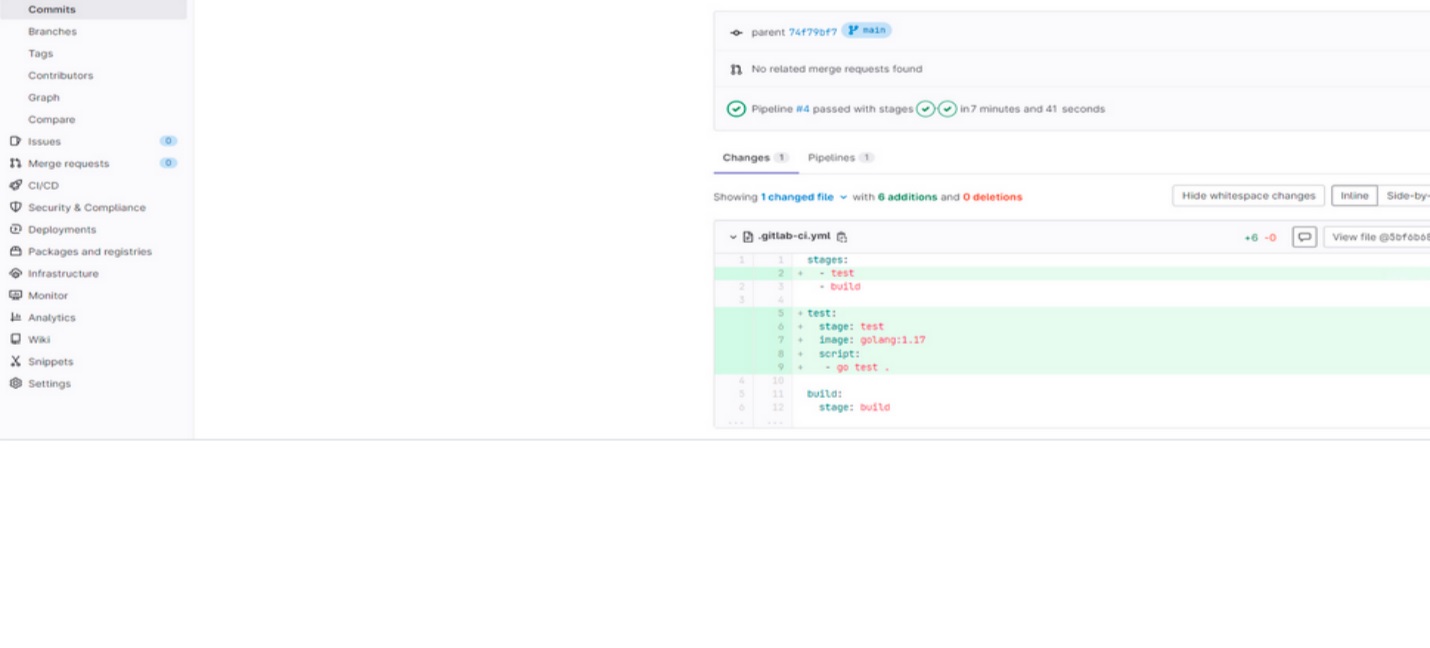 Commits
Branches
Tags
Contributors
Graph
Compare
Issues 0
Merge requests 0
CI/CD
Security & Compliance
Deployments
Packages and registries
Infrastructure
Monitor
Analytics
Wiki
Snippets
Settings
parent 74f79bf7 main
No related merge requests found
Pipeline #4 passed with stages in 7 minutes and 41 seconds
Changes 1 Pipelines 1
Showing 1 changed file with 6 additions and 0 deletions Hide whitespace changes Inline Side-by-
.gitlab-ci.yml +6 -0 View file @5bf6b68
1 1 stages:
2 + - test
2 3 - build
3 4
5 + test:
6 + stage: test
7 + image: golang:1.17
8 + script:
9 + - go test .
4 10
5 11 build:
6 12 stage: build
... ...